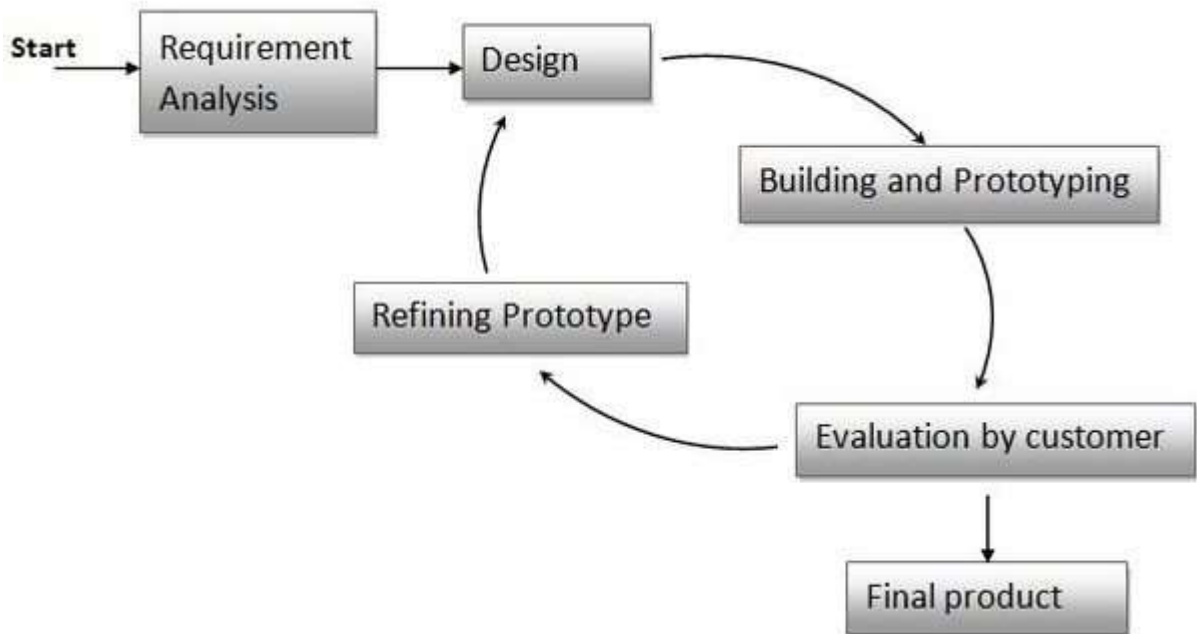 Start
Requirement
Analysis
Design
Building and Prototyping
Refining Prototype
Evaluation by customer
Final product